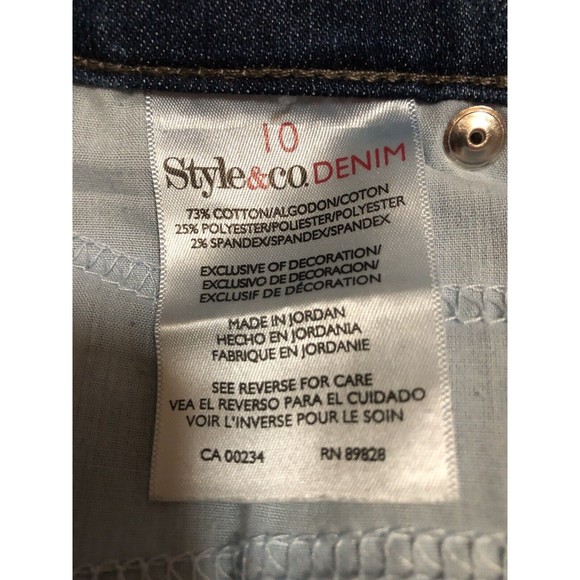 10
Style&co. DENIM
73% COTTON/ALGODON/COTON
25% POLYESTER/POLIESTER/POLYESTER
2% SPANDEX/SPANDEX/SPANDEX
EXCLUSIVE OF DECORATION/
EXCLUSIVO DE DECORACION/
EXCLUSIF DE DÉCORATION
MADE IN JORDAN
HECHO EN JORDANIA
FABRIQUE EN JORDANIE
SEE REVERSE FOR CARE
VEA EL REVERSO PARA EL CUIDADO
VOIR L'INVERSE POUR LE SOIN
CA 00234 RN 89828